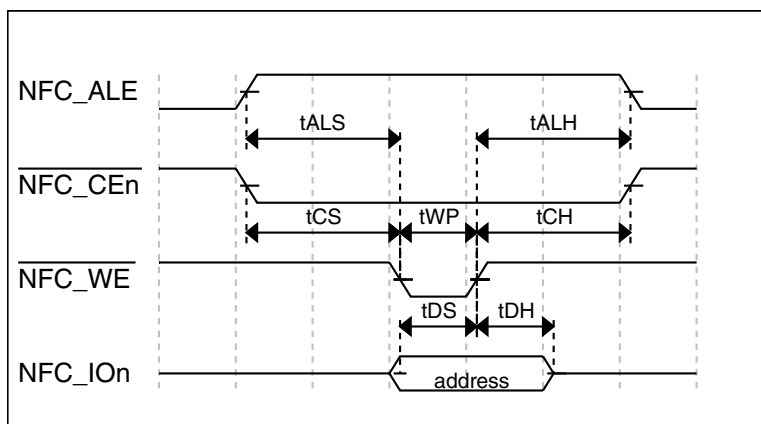 NFC_ALE
tALS tALH
NFC_CEn
tCS tWP tCH
NFC_WE
tDS tDH
NFC_IOn
address